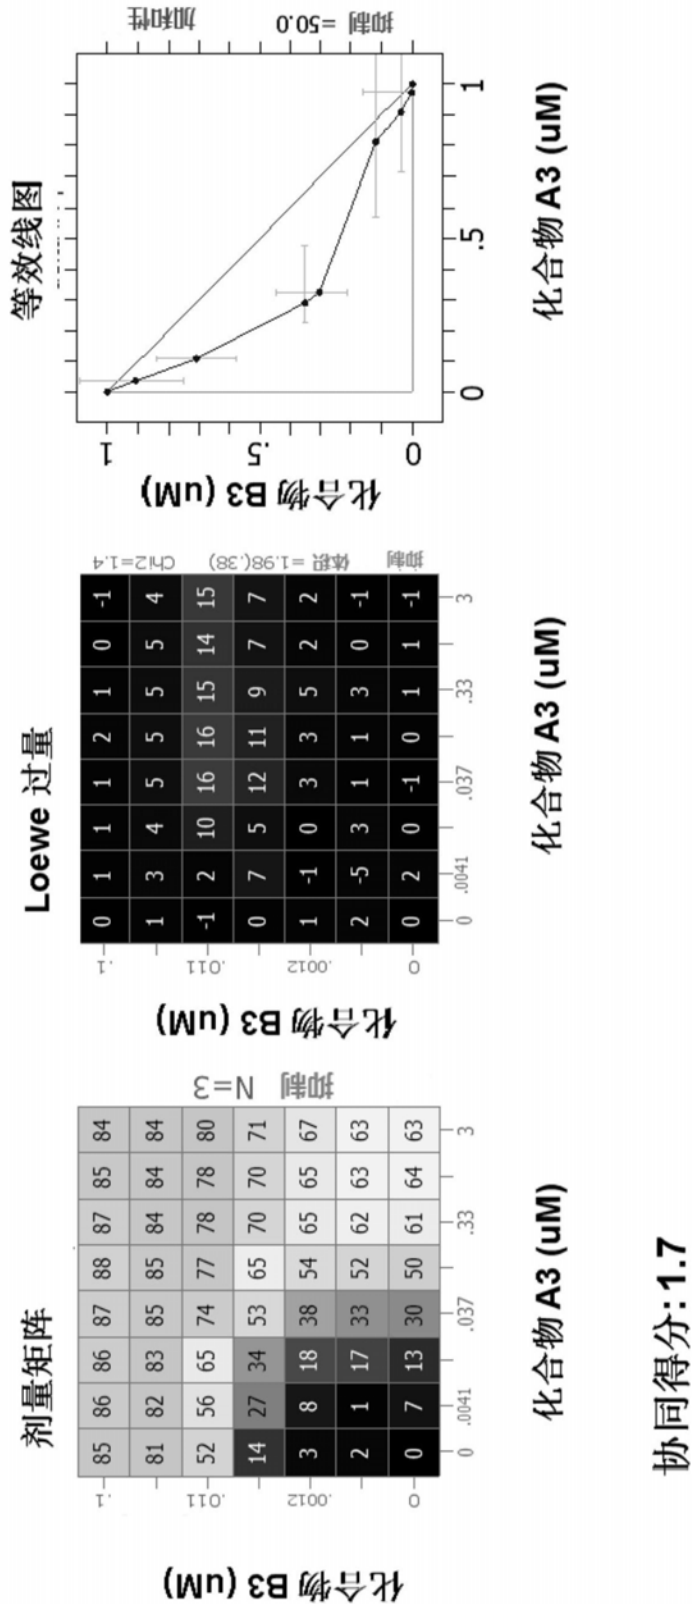 剂量矩阵
化合物 B3 (uM)
.1 85 86 86 87 88 87 85 84
81 82 83 85 85 84 84 84
.011 52 56 65 74 77 78 78 80
14 27 34 53 65 70 70 71
.0012 3 8 18 38 54 65 65 67
2 1 17 33 52 62 63 63
0 0 7 13 30 50 61 64 63
0 .0041 .037 .33 3
抑制 N=3
化合物 A3 (uM)
Loewe 过量
化合物 B3 (uM)
.1 0 1 1 1 2 1 0 -1
1 3 4 5 5 5 5 4
.011 -1 2 10 16 16 15 14 15
0 7 5 12 11 9 7 7
.0012 1 -1 0 3 3 5 2 2
2 -5 3 1 1 3 0 -1
0 0 2 0 -1 0 1 1 -1
0 .0041 .037 .33 3
抑制 体积 =1.98(.38) Chi2=1.4
化合物 A3 (uM)
等效线图
化合物 B3 (uM)
1
.5
0
0 .5 1
抑制 =50.0 加和性
化合物 A3 (uM)
协同得分:1.7